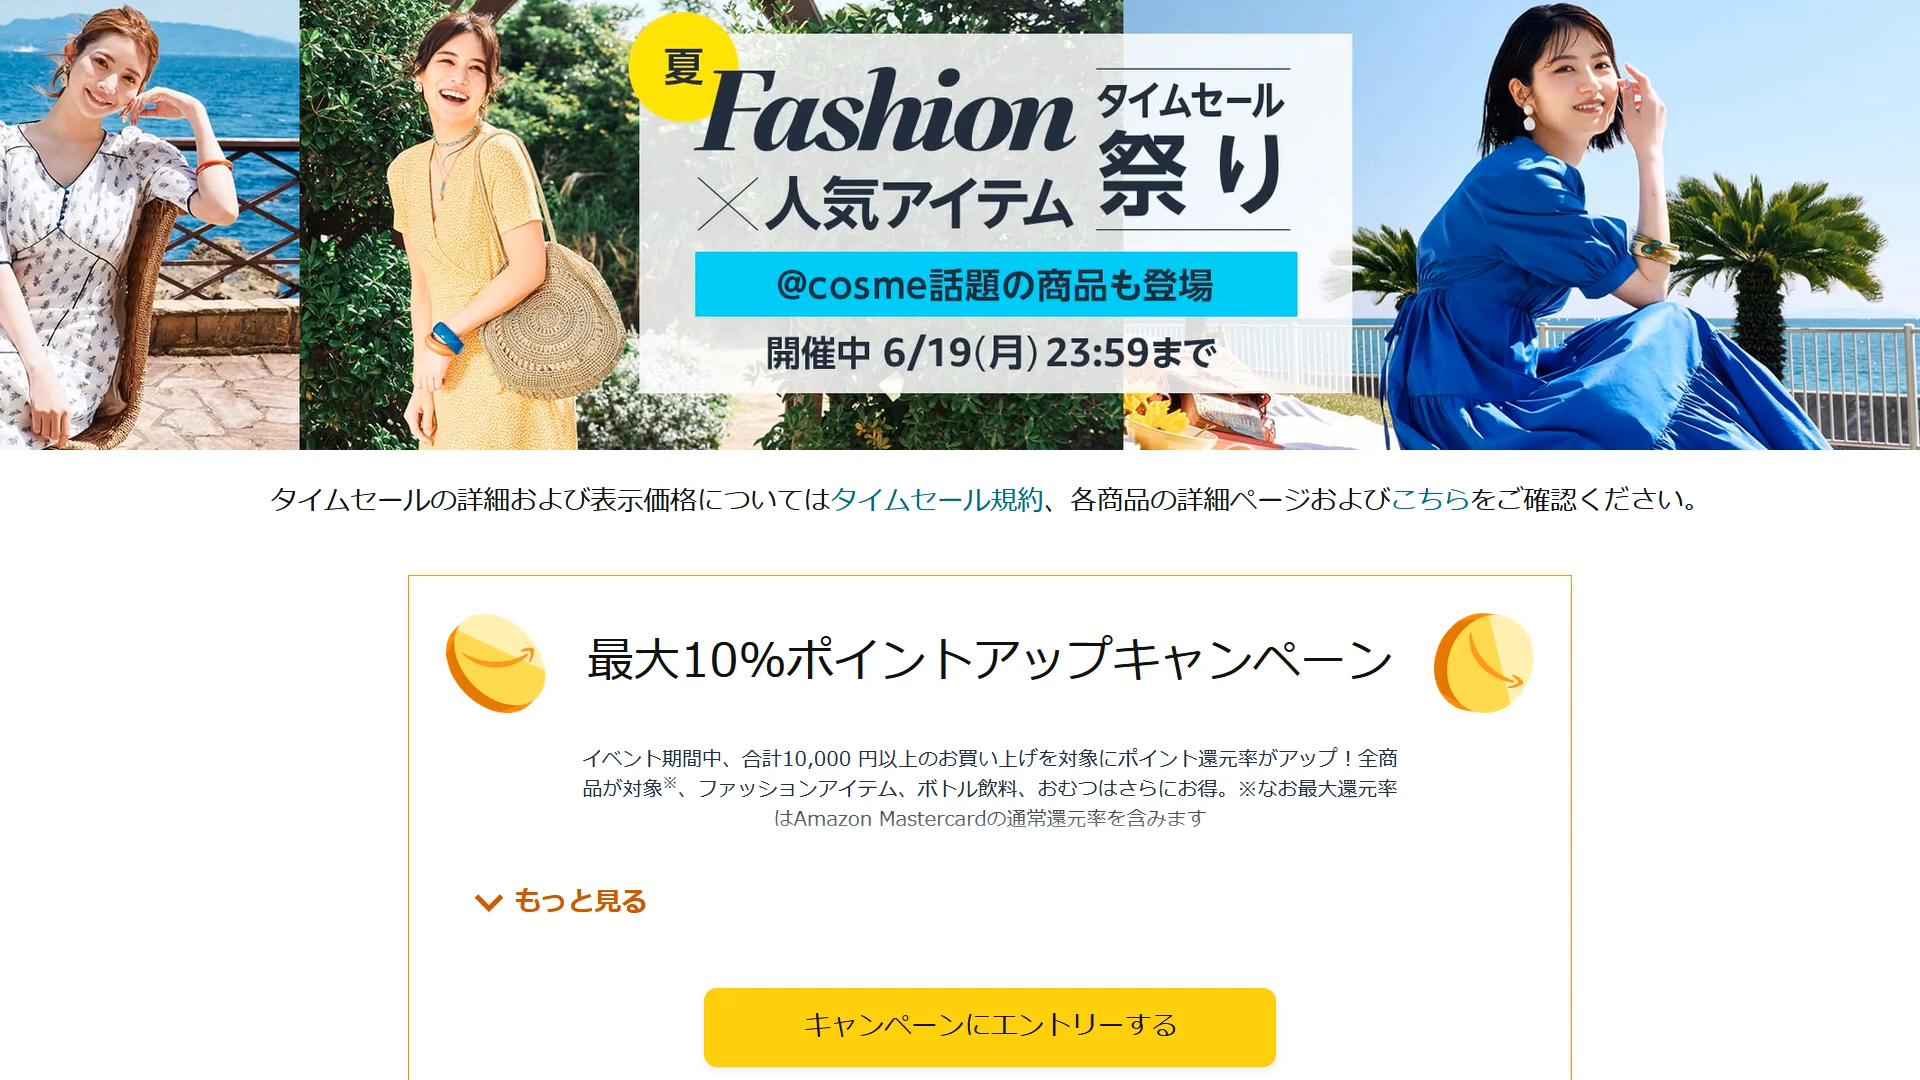 夏
Fashion
×人気アイテム
タイムセール
祭り
@cosme話題の商品も登場
開催中 6/19(月) 23:59まで
タイムセールの詳細および表示価格についてはタイムセール規約、各商品の詳細ページおよびこちらをご確認ください。
最大10%ポイントアップキャンペーン
イベント期間中、合計10,000 円以上のお買い上げを対象にポイント還元率がアップ！全商
品が対象※、ファッションアイテム、ボトル飲料、おむつはさらにお得。※なお最大還元率
はAmazon Mastercardの通常還元率を含みます
もっと見る
キャンペーンにエントリーする